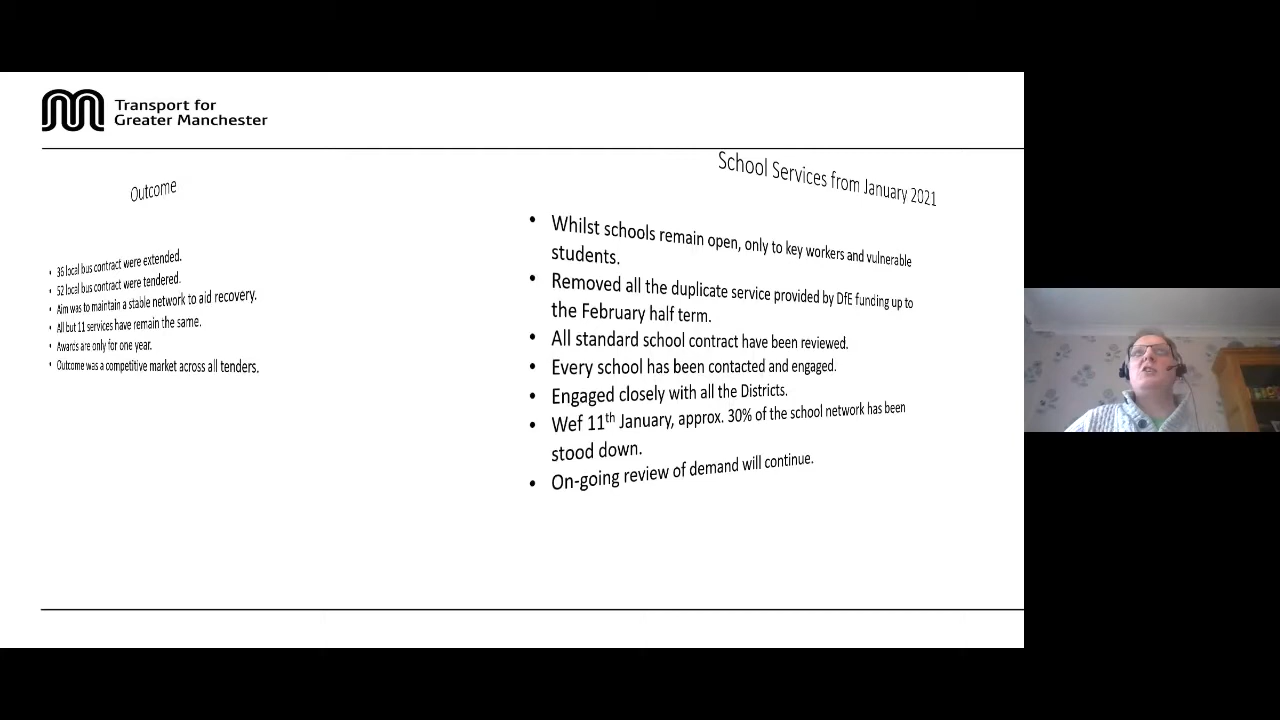 Transport for
Greater Manchester
Outcome
• 36 local bus contract were extended.
• 52 local bus contract were tendered.
• Aim was to maintain a stable network to aid recovery.
• All but 11 services have remain the same.
• Awards are only for one year.
• Outcome was a competitive market across all tenders.
School Services from January 2021
• Whilst schools remain open, only to key workers and vulnerable
students.
• Removed all the duplicate service provided by DfE funding up to
the February half term.
• All standard school contract have been reviewed.
• Every school has been contacted and engaged.
• Engaged closely with all the Districts.
• Wef 11th January, approx. 30% of the school network has been
stood down.
• On-going review of demand will continue.